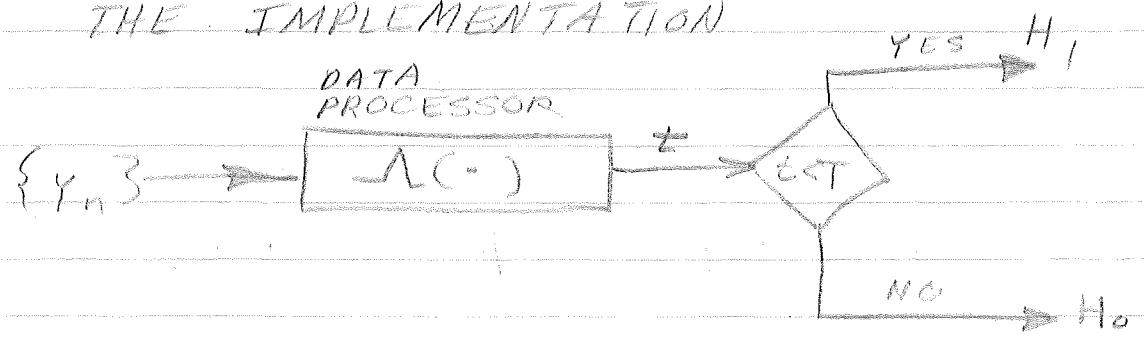 THE IMPLEMENTATION
YES H₁
DATA
PROCESSOR
{Yₙ} Λ(·) t t<T
NO H₀